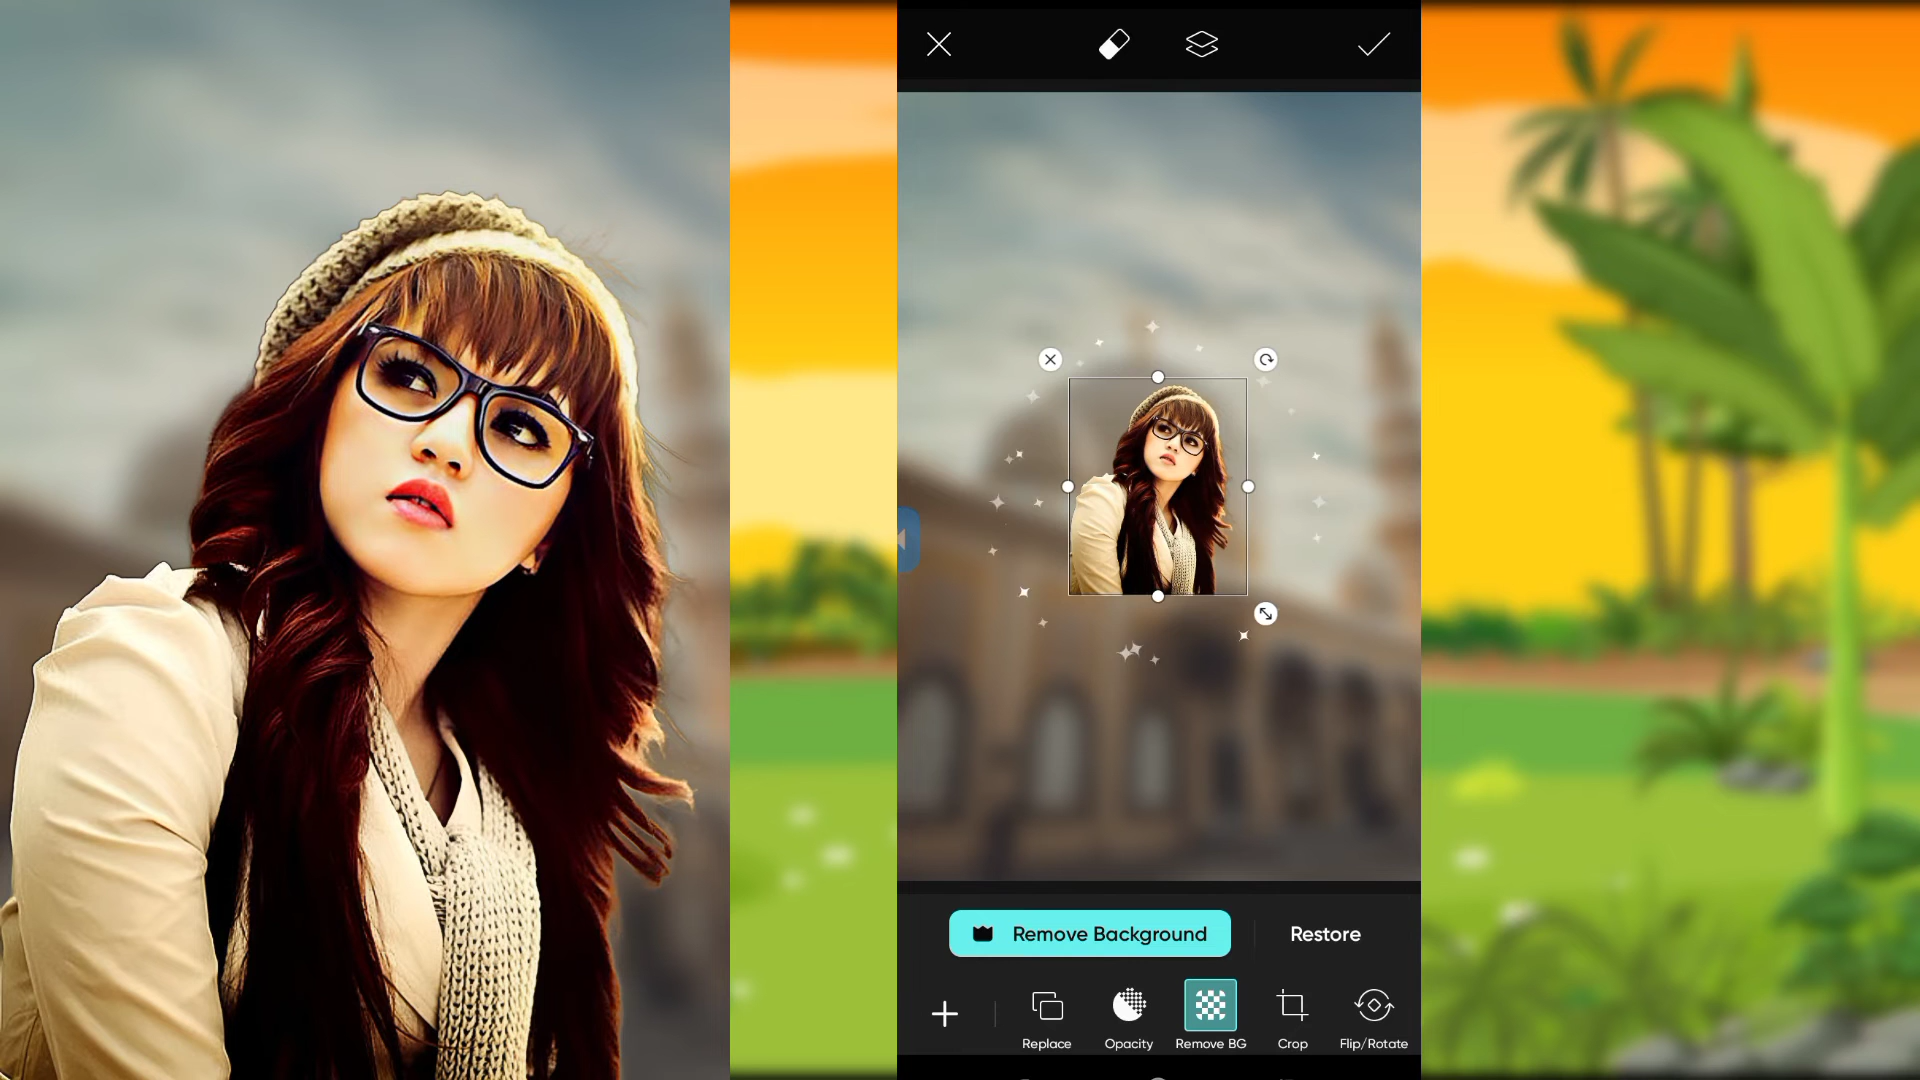 Remove Background
Restore
Replace
Opacity
Remove BG
Crop
Flip/Rotate